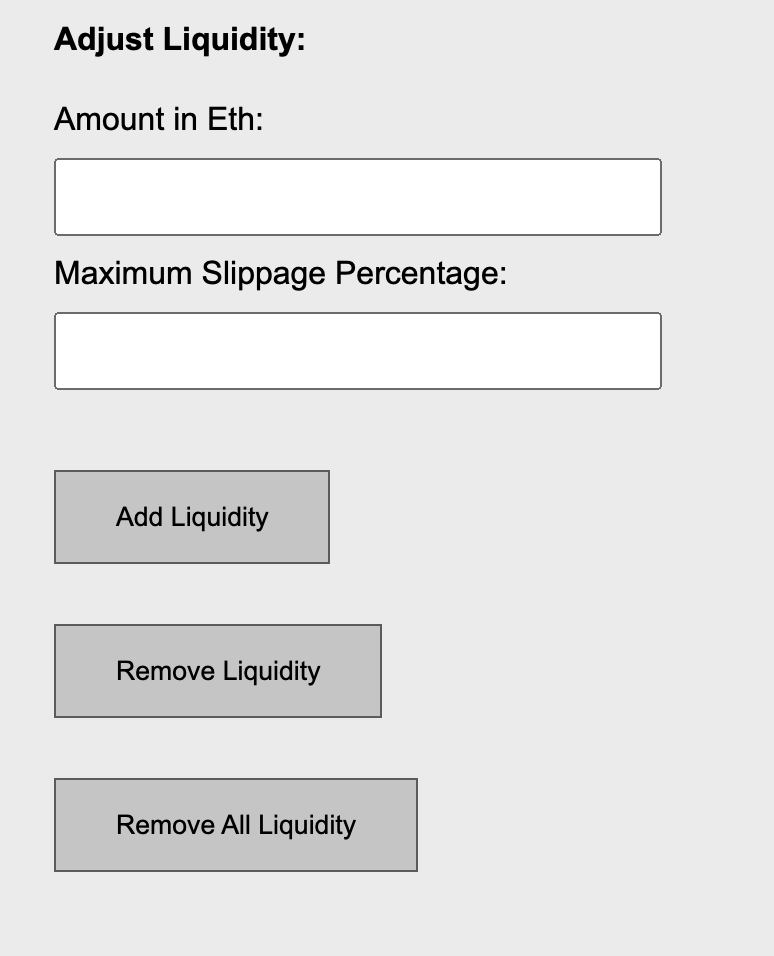 Adjust Liquidity:
Amount in Eth:
Maximum Slippage Percentage:
Add Liquidity
Remove Liquidity
Remove All Liquidity